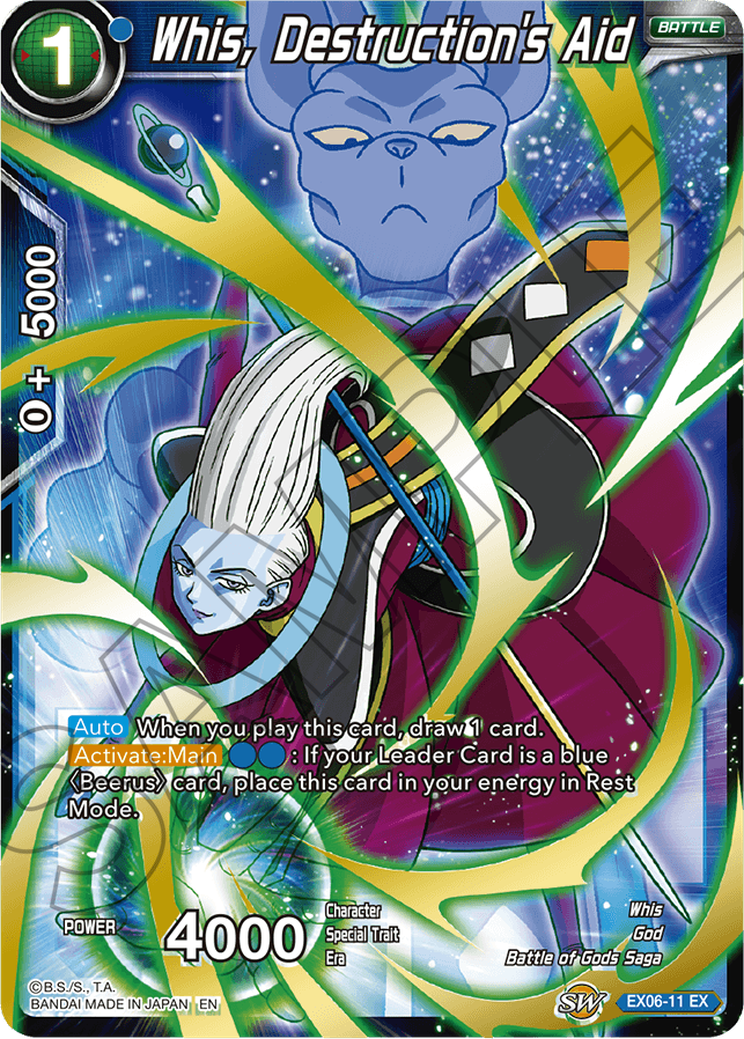 1
Whis, Destruction's Aid
BATTLE
0 + 5000
Auto When you play this card, draw 1 card.
Activate:Main : If your Leader Card is a blue
《Beerus》 card, place this card in your energy in Rest
Mode.
POWER 4000
Character Whis
Special Trait God
Era Battle of Gods Saga
©B.S./S., T.A.
BANDAI MADE IN JAPAN EN
SW EX06-11 EX
SAMPLE